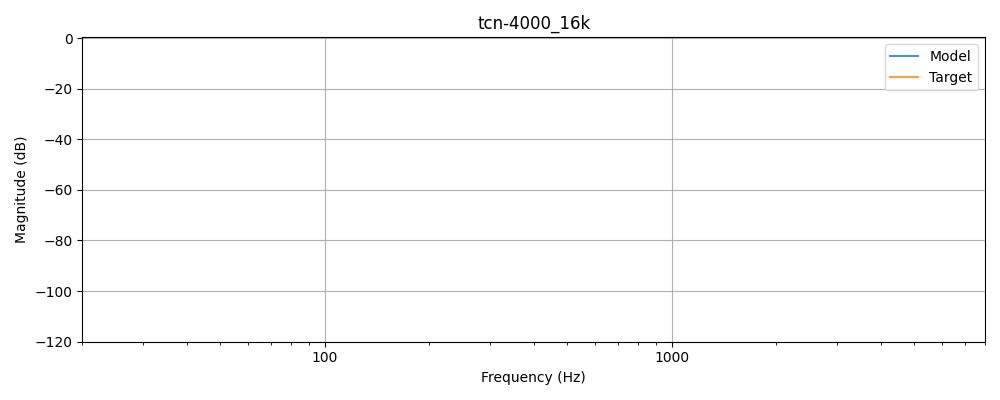 tcn-4000_16k
Model
Target
Magnitude (dB)
0
−20
−40
−60
−80
−100
−120
100
1000
Frequency (Hz)